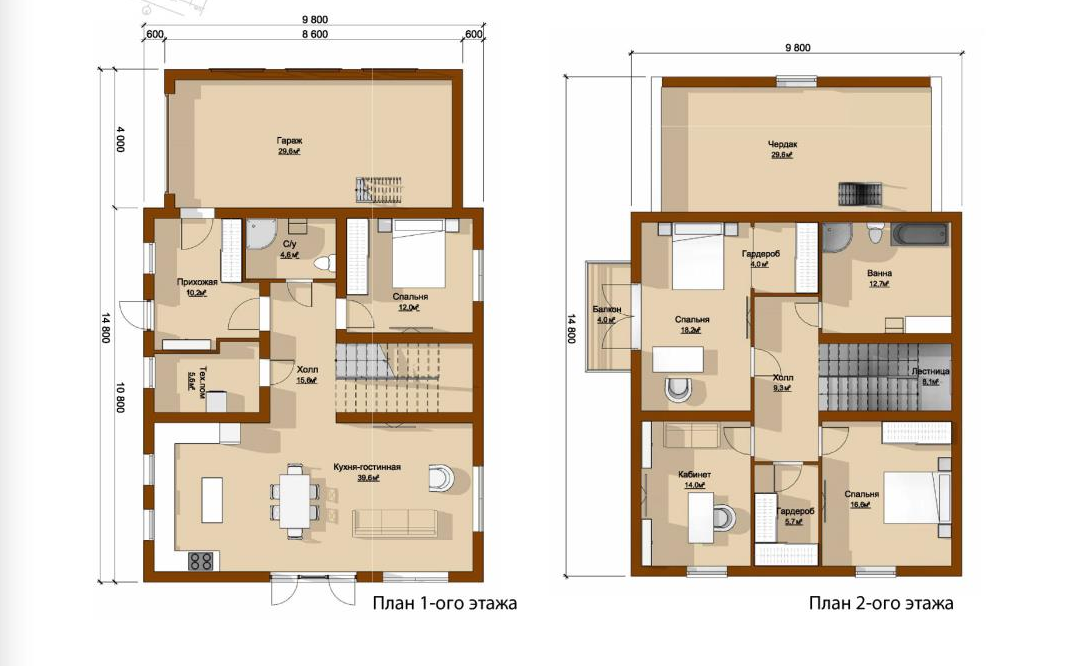 9 800
600
8 600
600
4 000
14 800
10 800
Гараж
29,6м²
С/у
4,6м²
Прихожая
10,2м²
Спальня
12,0м²
Тех.пом
5,6м²
Холл
15,6м²
Кухня-гостинная
39,6м²
План 1-ого этажа
9 800
14 800
Чердак
29,6м²
Гардероб
4,0м²
Ванна
12,7м²
Балкон
4,0м²
Спальня
18,2м²
Холл
9,3м²
Лестница
8,1м²
Кабинет
14,0м²
Гардероб
5,7м²
Спальня
16,6м²
План 2-ого этажа